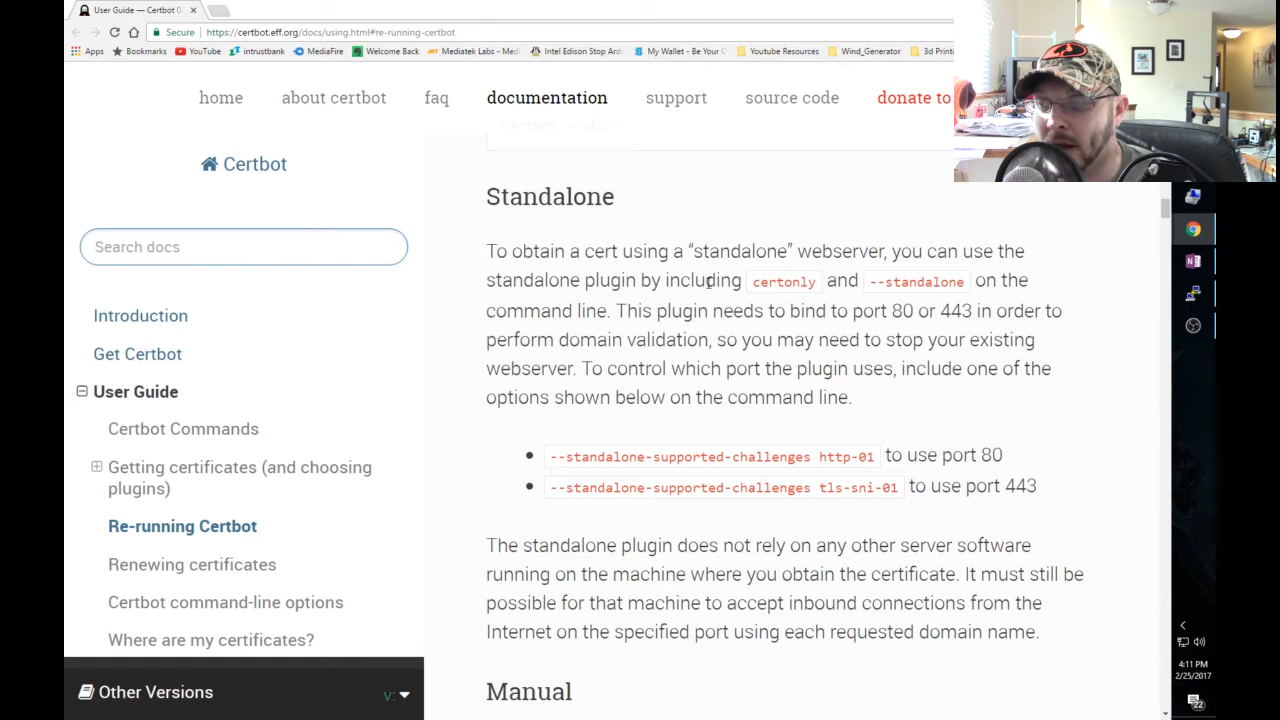 User Guide — Certbot 0.
Secure
https://certbot.eff.org/docs/using.html#re-running-certbot
Apps
Bookmarks
YouTube
intrustbank
MediaFire
Welcome Back
Mediatek Labs - Med
Intel Edison Stop Ard
My Wallet - Be Your O
Youtube Resources
Wind_Generator
3d Print
home
about certbot
faq
documentation
support
source code
donate to
Certbot
Search docs
Introduction
Get Certbot
User Guide
Certbot Commands
Getting certificates (and choosing
plugins)
Re-running Certbot
Renewing certificates
Certbot command-line options
Where are my certificates?
Other Versions
v:
Standalone
To obtain a cert using a “standalone” webserver, you can use the
standalone plugin by including certonly and --standalone on the
command line. This plugin needs to bind to port 80 or 443 in order to
perform domain validation, so you may need to stop your existing
webserver. To control which port the plugin uses, include one of the
options shown below on the command line.
--standalone-supported-challenges http-01 to use port 80
--standalone-supported-challenges tls-sni-01 to use port 443
The standalone plugin does not rely on any other server software
running on the machine where you obtain the certificate. It must still be
possible for that machine to accept inbound connections from the
Internet on the specified port using each requested domain name.
Manual
4:11 PM
2/25/2017
22